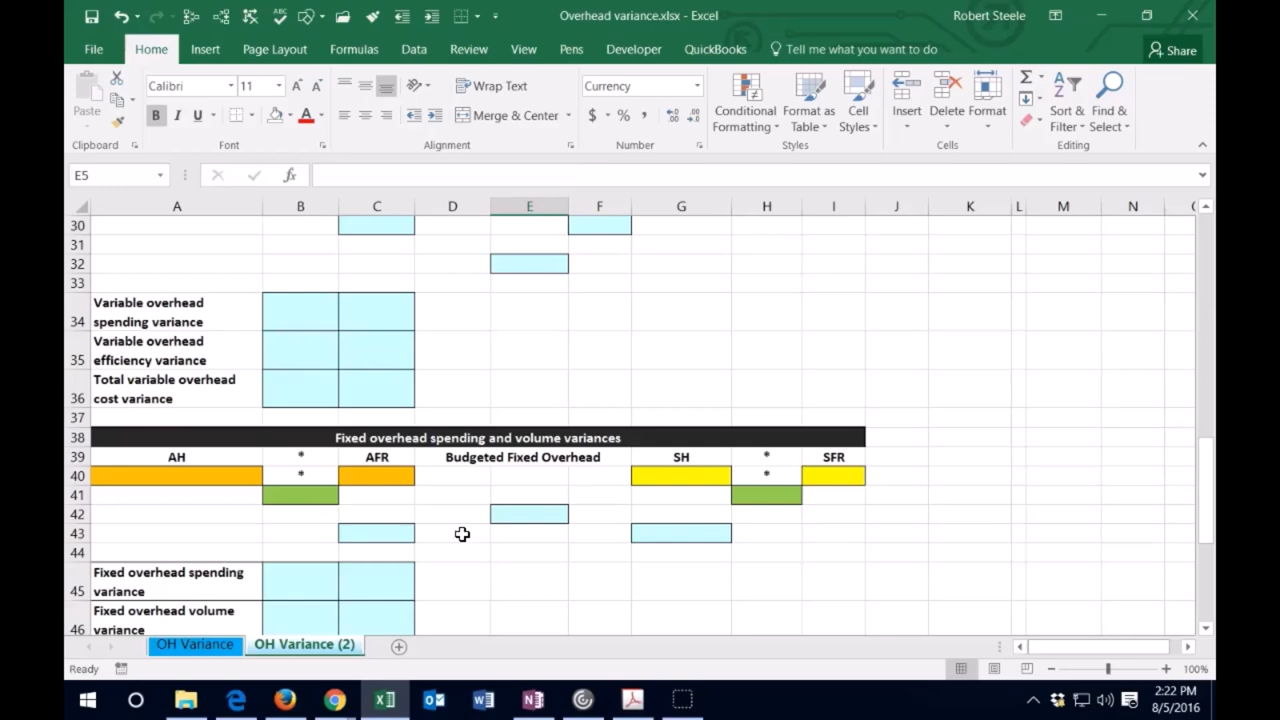 Overhead variance.xlsx - Excel
Robert Steele
File Home Insert Page Layout Formulas Data Review View Pens Developer QuickBooks Tell me what you want to do Share
Paste
Calibri 11
Wrap Text
Currency
Conditional Formatting
Format as Table
Cell Styles
Insert Delete Format
Sort & Filter
Find & Select
B I U
Merge & Center
$ % ,
Clipboard Font Alignment Number Styles Cells Editing
E5
fx
A B C D E F G H I J K L M N
30
31
32
33
34 Variable overhead
spending variance
35 Variable overhead
efficiency variance
36 Total variable overhead
cost variance
37
38 Fixed overhead spending and volume variances
39 AH * AFR Budgeted Fixed Overhead SH * SFR
40 * *
41
42
43
44
45 Fixed overhead spending
variance
46 Fixed overhead volume
variance
OH Variance OH Variance (2)
Ready 100%
2:22 PM
8/5/2016